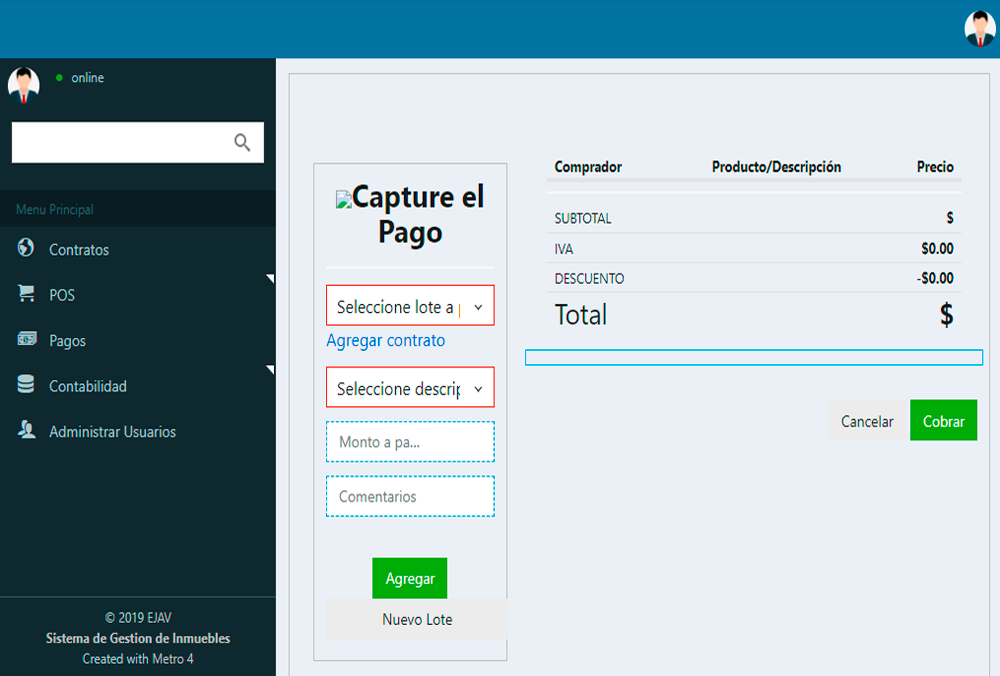 online
Menu Principal
Contratos
POS
Pagos
Contabilidad
Administrar Usuarios
© 2019 EJAV
Sistema de Gestion de Inmuebles
Created with Metro 4
Capture el
Pago
Seleccione lote a
Agregar contrato
Seleccione descrip
Monto a pa...
Comentarios
Agregar
Nuevo Lote
Comprador Producto/Descripción Precio
SUBTOTAL $
IVA $0.00
DESCUENTO -$0.00
Total $
Cancelar Cobrar